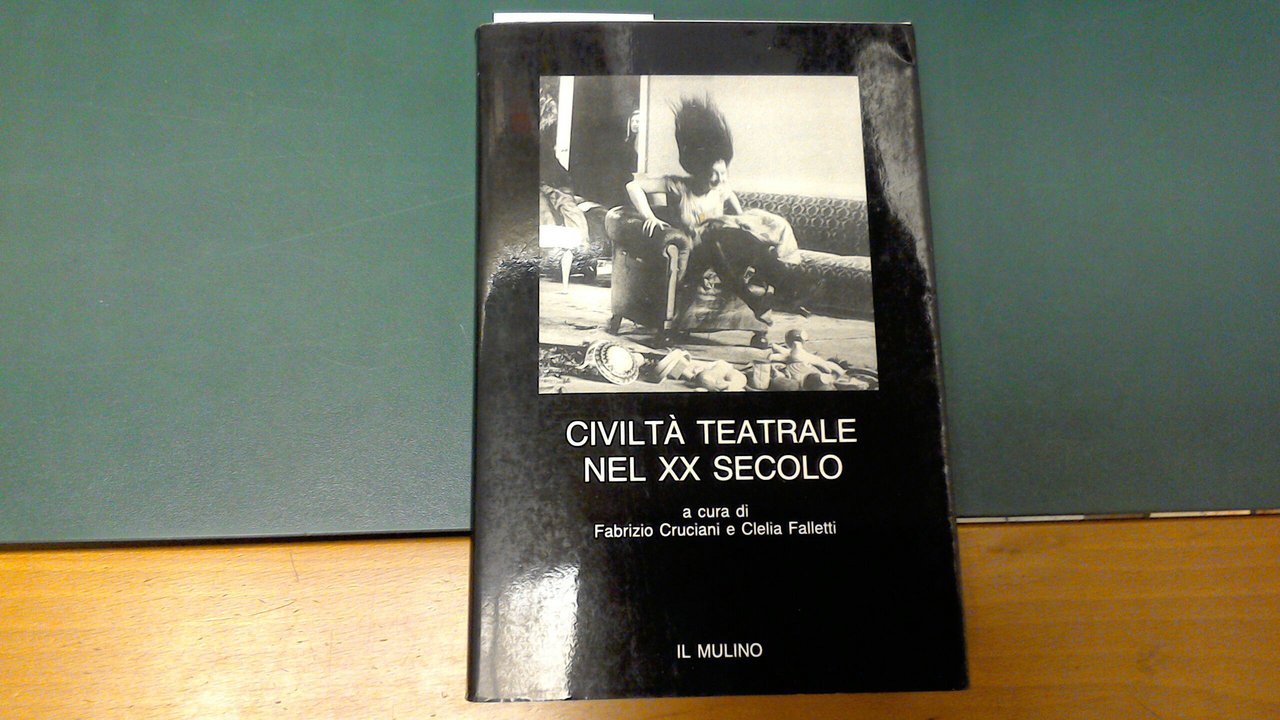 CIVILTÀ TEATRALE
NEL XX SECOLO
a cura di
Fabrizio Cruciani e Clelia Falletti
IL MULINO